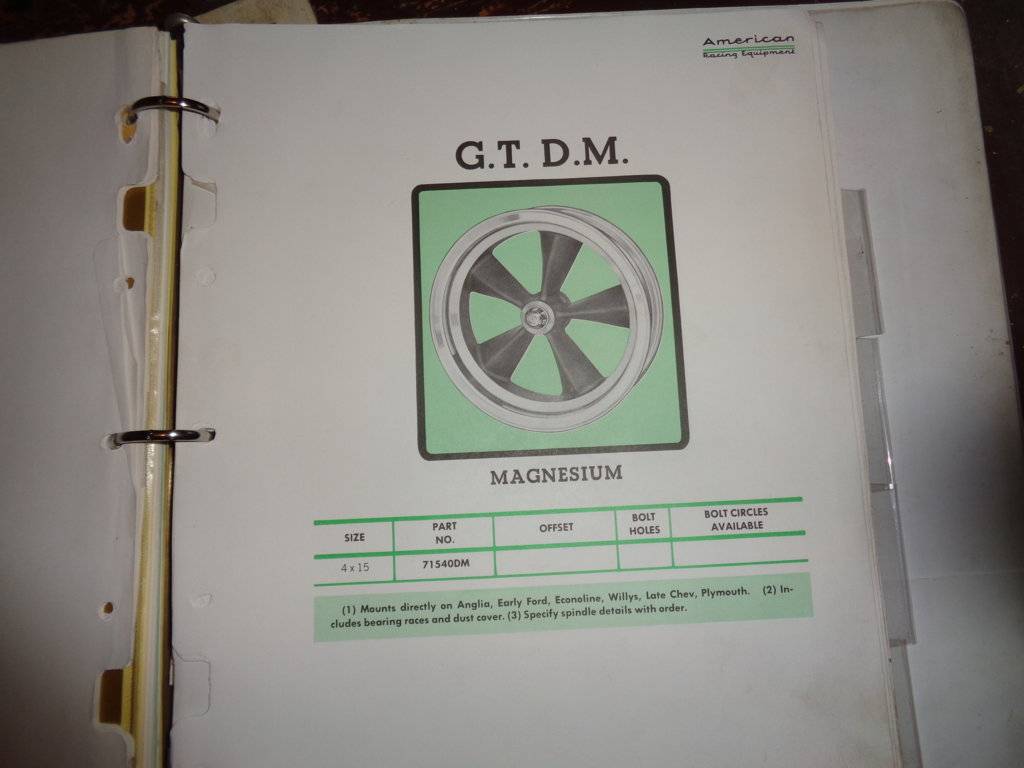 American
Racing Equipment
G.T. D.M.
MAGNESIUM
SIZE PART NO. OFFSET BOLT HOLES BOLT CIRCLES AVAILABLE
4 x 15 71540DM
(1) Mounts directly on Anglia, Early Ford, Econoline, Willys, Late Chev, Plymouth. (2) In-
cludes bearing races and dust cover. (3) Specify spindle details with order.